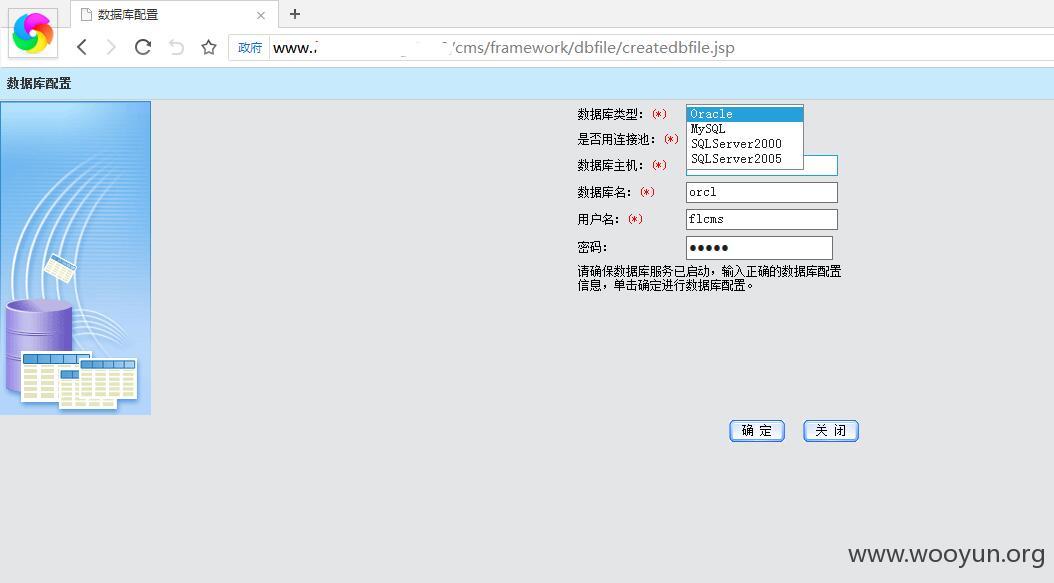 数据库配置
政府 www. /cms/framework/dbfile/createdbfile.jsp
数据库配置
数据库类型: (*) Oracle
MySQL
是否用连接池: (*) SQLServer2000
SQLServer2005
数据库主机: (*)
数据库名: (*) orcl
用户名: (*) flcms
密码: ●●●●●
请确保数据库服务已启动，输入正确的数据库配置
信息，单击确定进行数据库配置。
确 定 关 闭
www.wooyun.org